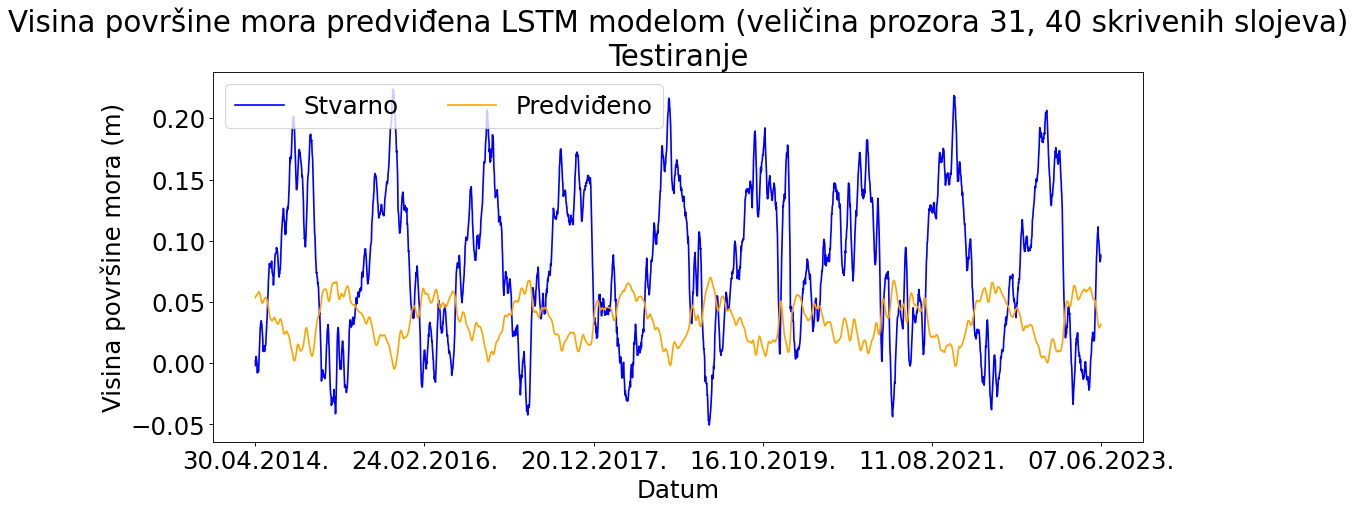 Visina površine mora predviđena LSTM modelom (veličina prozora 31, 40 skrivenih slojeva)
Testiranje
Stvarno
Predviđeno
Visina površine mora (m)
0.20
0.15
0.10
0.05
0.00
−0.05
30.04.2014.
24.02.2016.
20.12.2017.
16.10.2019.
11.08.2021.
07.06.2023.
Datum